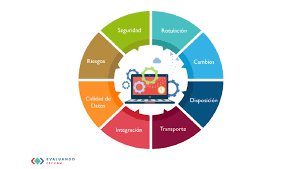 Seguridad
Rotulación
Riesgos
Cambios
Calidad de
Datos
Disposición
Integración
Transporte
EVALUANDO